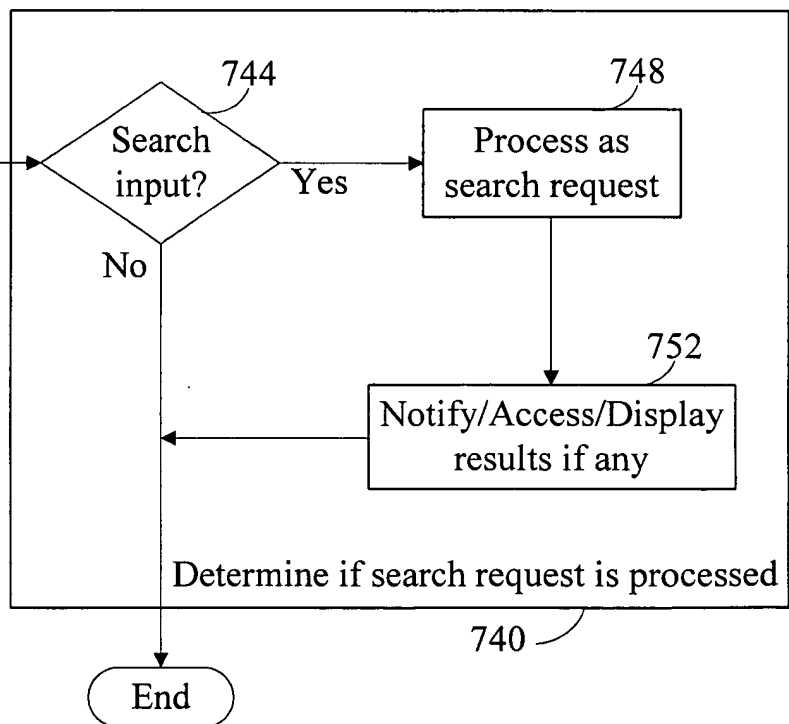 744
Search
input?
Yes
No
748
Process as
search request
752
Notify/Access/Display
results if any
Determine if search request is processed
740
End